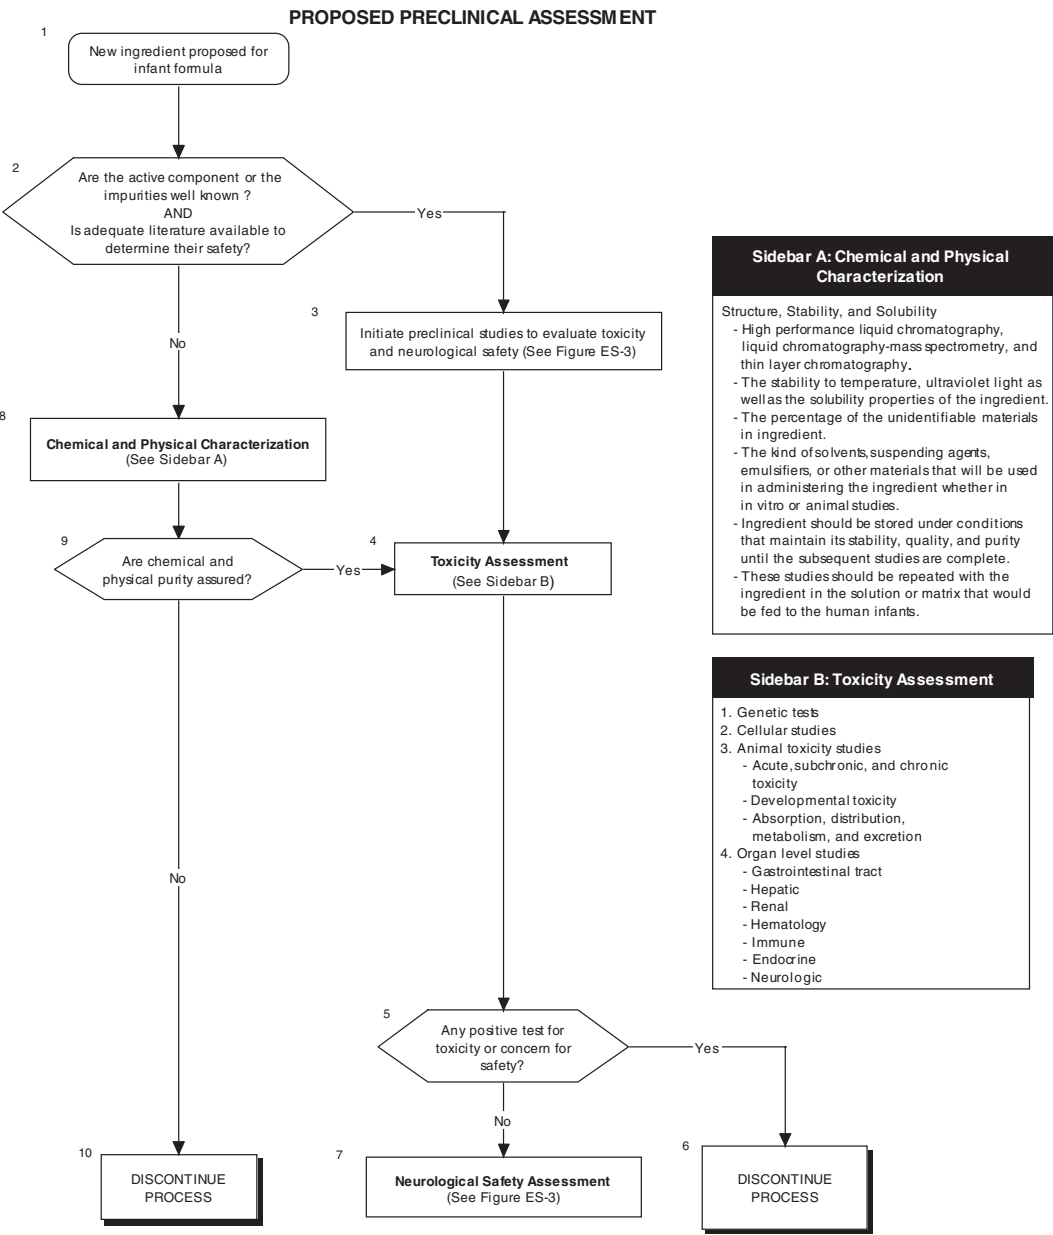 PROPOSED PRECLINICAL ASSESSMENT
1
New ingredient proposed for
infant formula
2
Are the active component or the
impurities well known ?
AND
Is adequate literature available to
determine their safety?
Yes
No
3
Initiate preclinical studies to evaluate toxicity
and neurological safety (See Figure ES-3)
8
Chemical and Physical Characterization
(See Sidebar A)
9
Are chemical and
physical purity assured?
Yes
4
Toxicity Assessment
(See Sidebar B)
No
5
Any positive test for
toxicity or concern for
safety?
Yes
No
10
DISCONTINUE
PROCESS
7
Neurological Safety Assessment
(See Figure ES-3)
6
DISCONTINUE
PROCESS
Sidebar A: Chemical and Physical
Characterization
Structure, Stability, and Solubility
- High performance liquid chromatography,
liquid chromatography-mass spectrometry, and
thin layer chromatography.
- The stability to temperature, ultraviolet light as
well as the solubility properties of the ingredient.
- The percentage of the unidentifiable materials
in ingredient.
- The kind of solvents, suspending agents,
emulsifiers, or other materials that will be used
in administering the ingredient whether in
in vitro or animal studies.
- Ingredient should be stored under conditions
that maintain its stability, quality, and purity
until the subsequent studies are complete.
- These studies should be repeated with the
ingredient in the solution or matrix that would
be fed to the human infants.
Sidebar B: Toxicity Assessment
1. Genetic tests
2. Cellular studies
3. Animal toxicity studies
- Acute, subchronic, and chronic
toxicity
- Developmental toxicity
- Absorption, distribution,
metabolism, and excretion
4. Organ level studies
- Gastrointestinal tract
- Hepatic
- Renal
- Hematology
- Immune
- Endocrine
- Neurologic